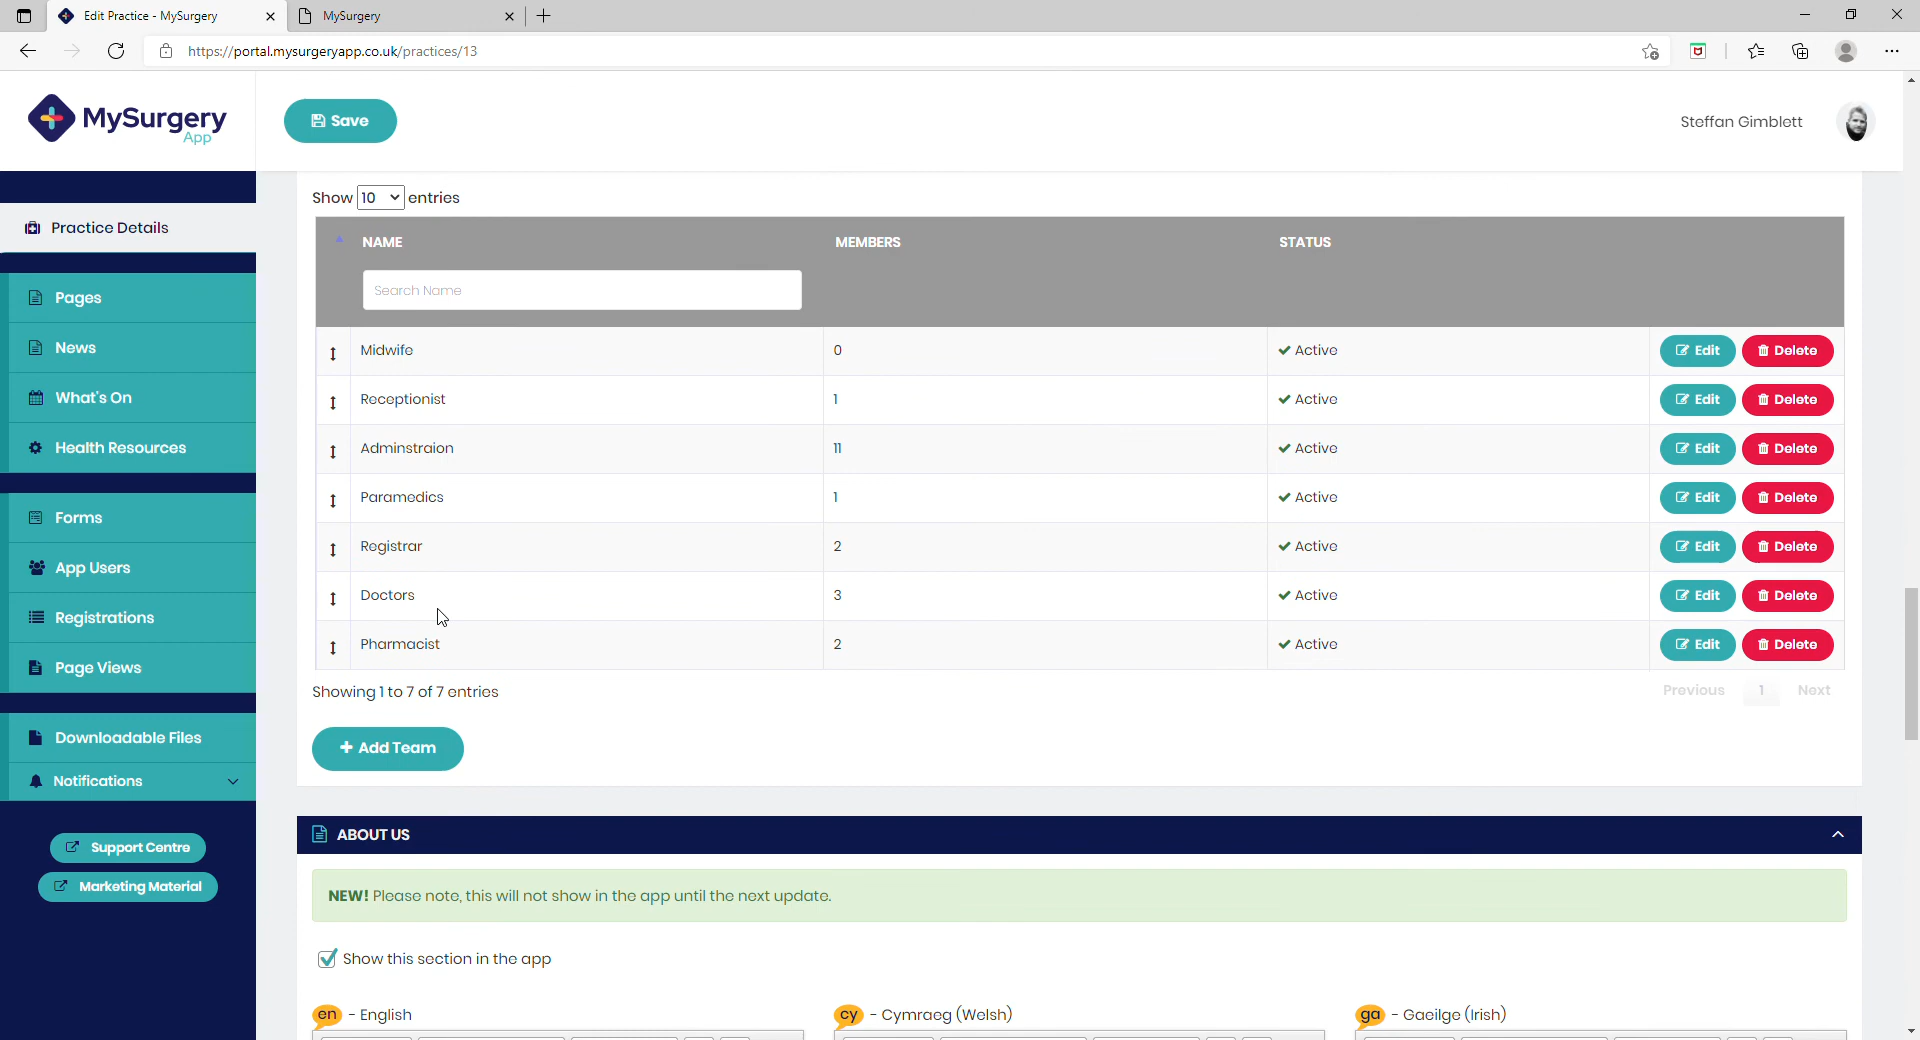 Edit Practice - MySurgery
MySurgery
https://portal.mysurgeryapp.co.uk/practices/13
MySurgery
App
Save
Steffan Gimblett
Practice Details
Pages
News
What's On
Health Resources
Forms
App Users
Registrations
Page Views
Downloadable Files
Notifications
Support Centre
Marketing Material
Show 10 entries
NAME MEMBERS STATUS
Search Name
Midwife 0 Active Edit Delete
Receptionist 1 Active Edit Delete
Adminstraion 11 Active Edit Delete
Paramedics 1 Active Edit Delete
Registrar 2 Active Edit Delete
Doctors 3 Active Edit Delete
Pharmacist 2 Active Edit Delete
Showing 1 to 7 of 7 entries
Previous 1 Next
+ Add Team
ABOUT US
NEW! Please note, this will not show in the app until the next update.
Show this section in the app
en - English
cy - Cymraeg (Welsh)
ga - Gaeilge (Irish)